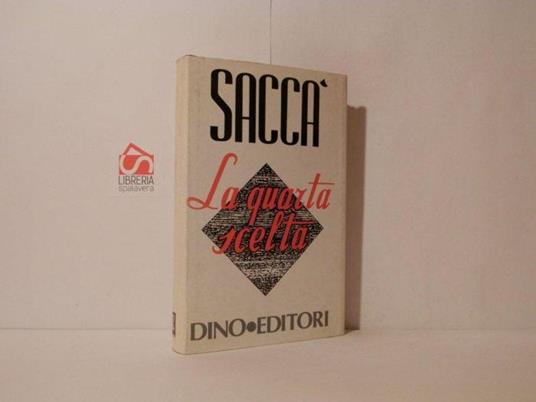 SACCÀ
La quarta
scelta
DINO•EDITORI
LIBRERIA
spalavera